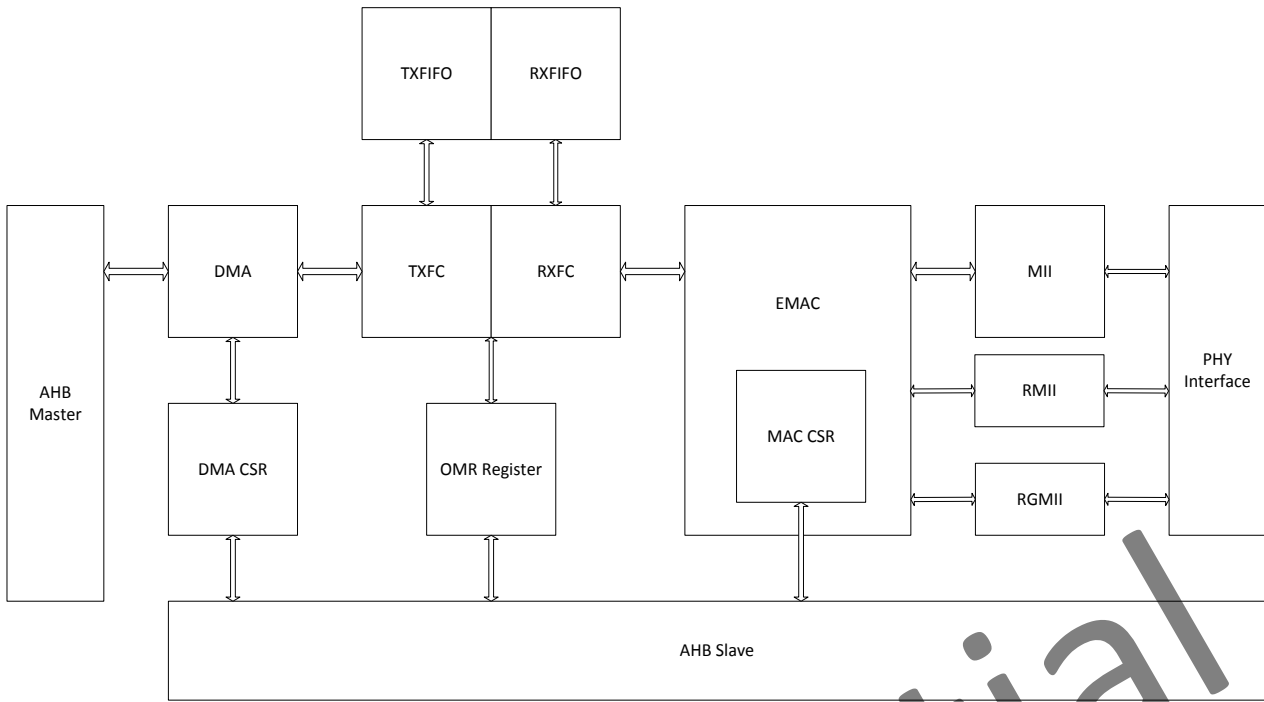 TXFIFO
RXFIFO
DMA
TXFC
RXFC
EMAC
MII
AHB
Master
DMA CSR
OMR Register
MAC CSR
RMII
RGMII
PHY
Interface
AHB Slave